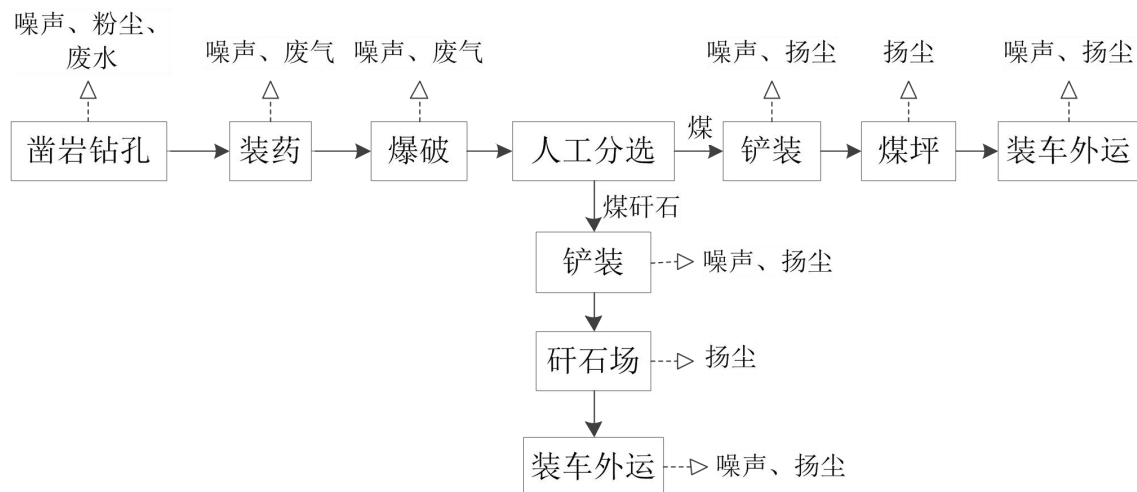 噪声、粉尘、
废水
噪声、废气
噪声、废气
噪声、扬尘
扬尘
噪声、扬尘
凿岩钻孔
装药
爆破
人工分选
煤
铲装
煤坪
装车外运
煤矸石
铲装
噪声、扬尘
矸石场
扬尘
装车外运
噪声、扬尘